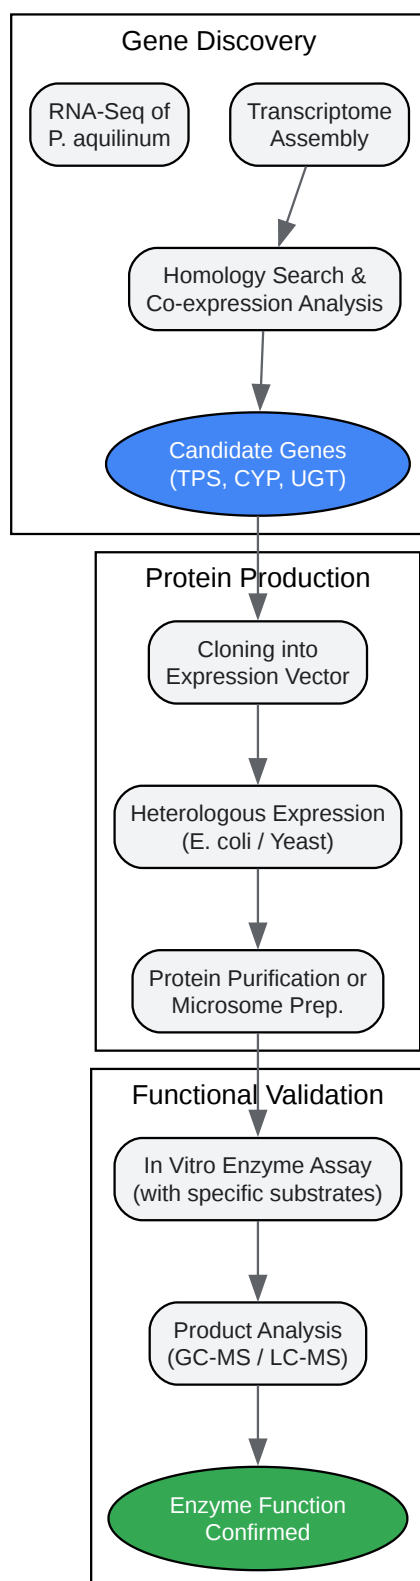 Gene Discovery
RNA-Seq of
P. aquilinum
Transcriptome
Assembly
Homology Search &
Co-expression Analysis
Candidate Genes
(TPS, CYP, UGT)
Protein Production
Cloning into
Expression Vector
Heterologous Expression
(E. coli / Yeast)
Protein Purification or
Microsome Prep.
Functional Validation
In Vitro Enzyme Assay
(with specific substrates)
Product Analysis
(GC-MS / LC-MS)
Enzyme Function
Confirmed